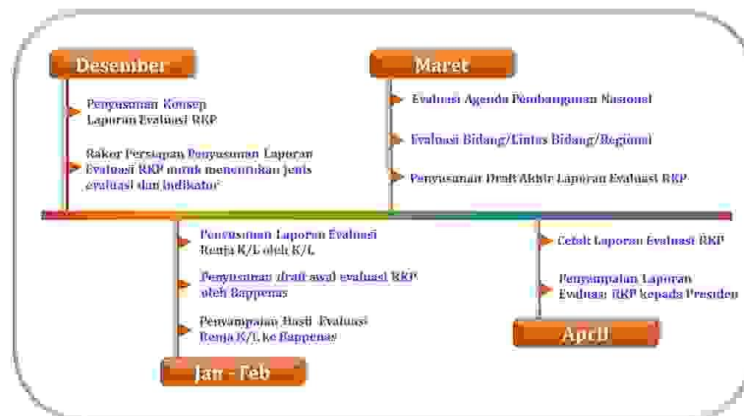 Desember
Penyusunan Konsep
Laporan Evaluasi RKP
Rakor Persiapan Penyusunan Laporan
Evaluasi RKP untuk menentukan jenis
evaluasi dan indikator
Maret
Evaluasi Agenda Pembangunan Nasional
Evaluasi Bidang/Lintas Bidang/Regional
Penyusunan Draft Akhir Laporan Evaluasi RKP
Penyusunan Laporan Evaluasi
Renja K/L oleh K/L
Penyusunan draft awal evaluasi RKP
oleh Bappenas
Penyampaian Hasil Evaluasi
Renja K/L ke Bappenas
Jan - Feb
Cetak Laporan Evaluasi RKP
Penyampaian Laporan
Evaluasi RKP kepada Presiden
April